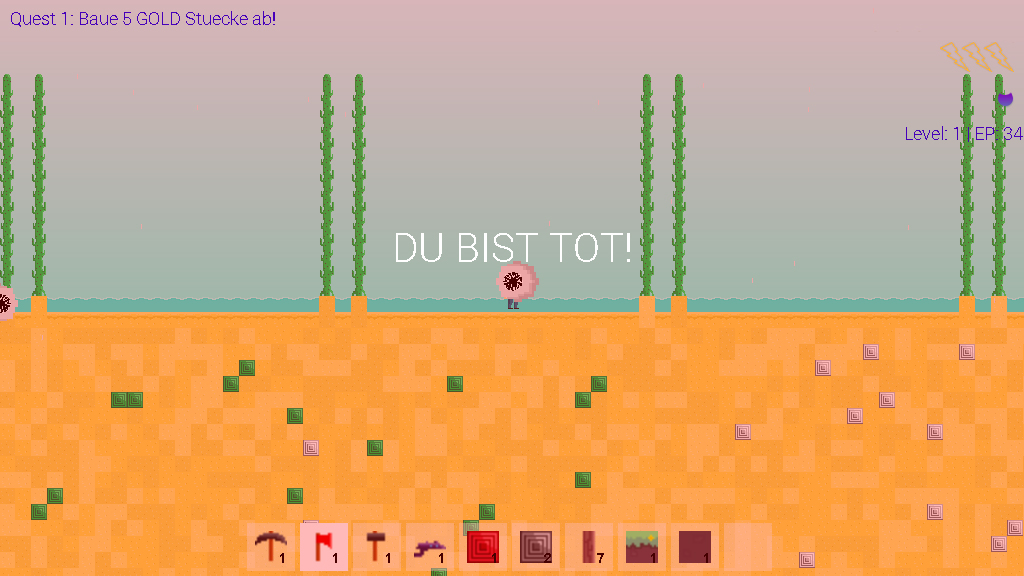 Quest 1: Baue 5 GOLD Stuecke ab!
Level: 1 | EP: 34
DU BIST TOT!
1 1 1 1 1 2 7 1 1